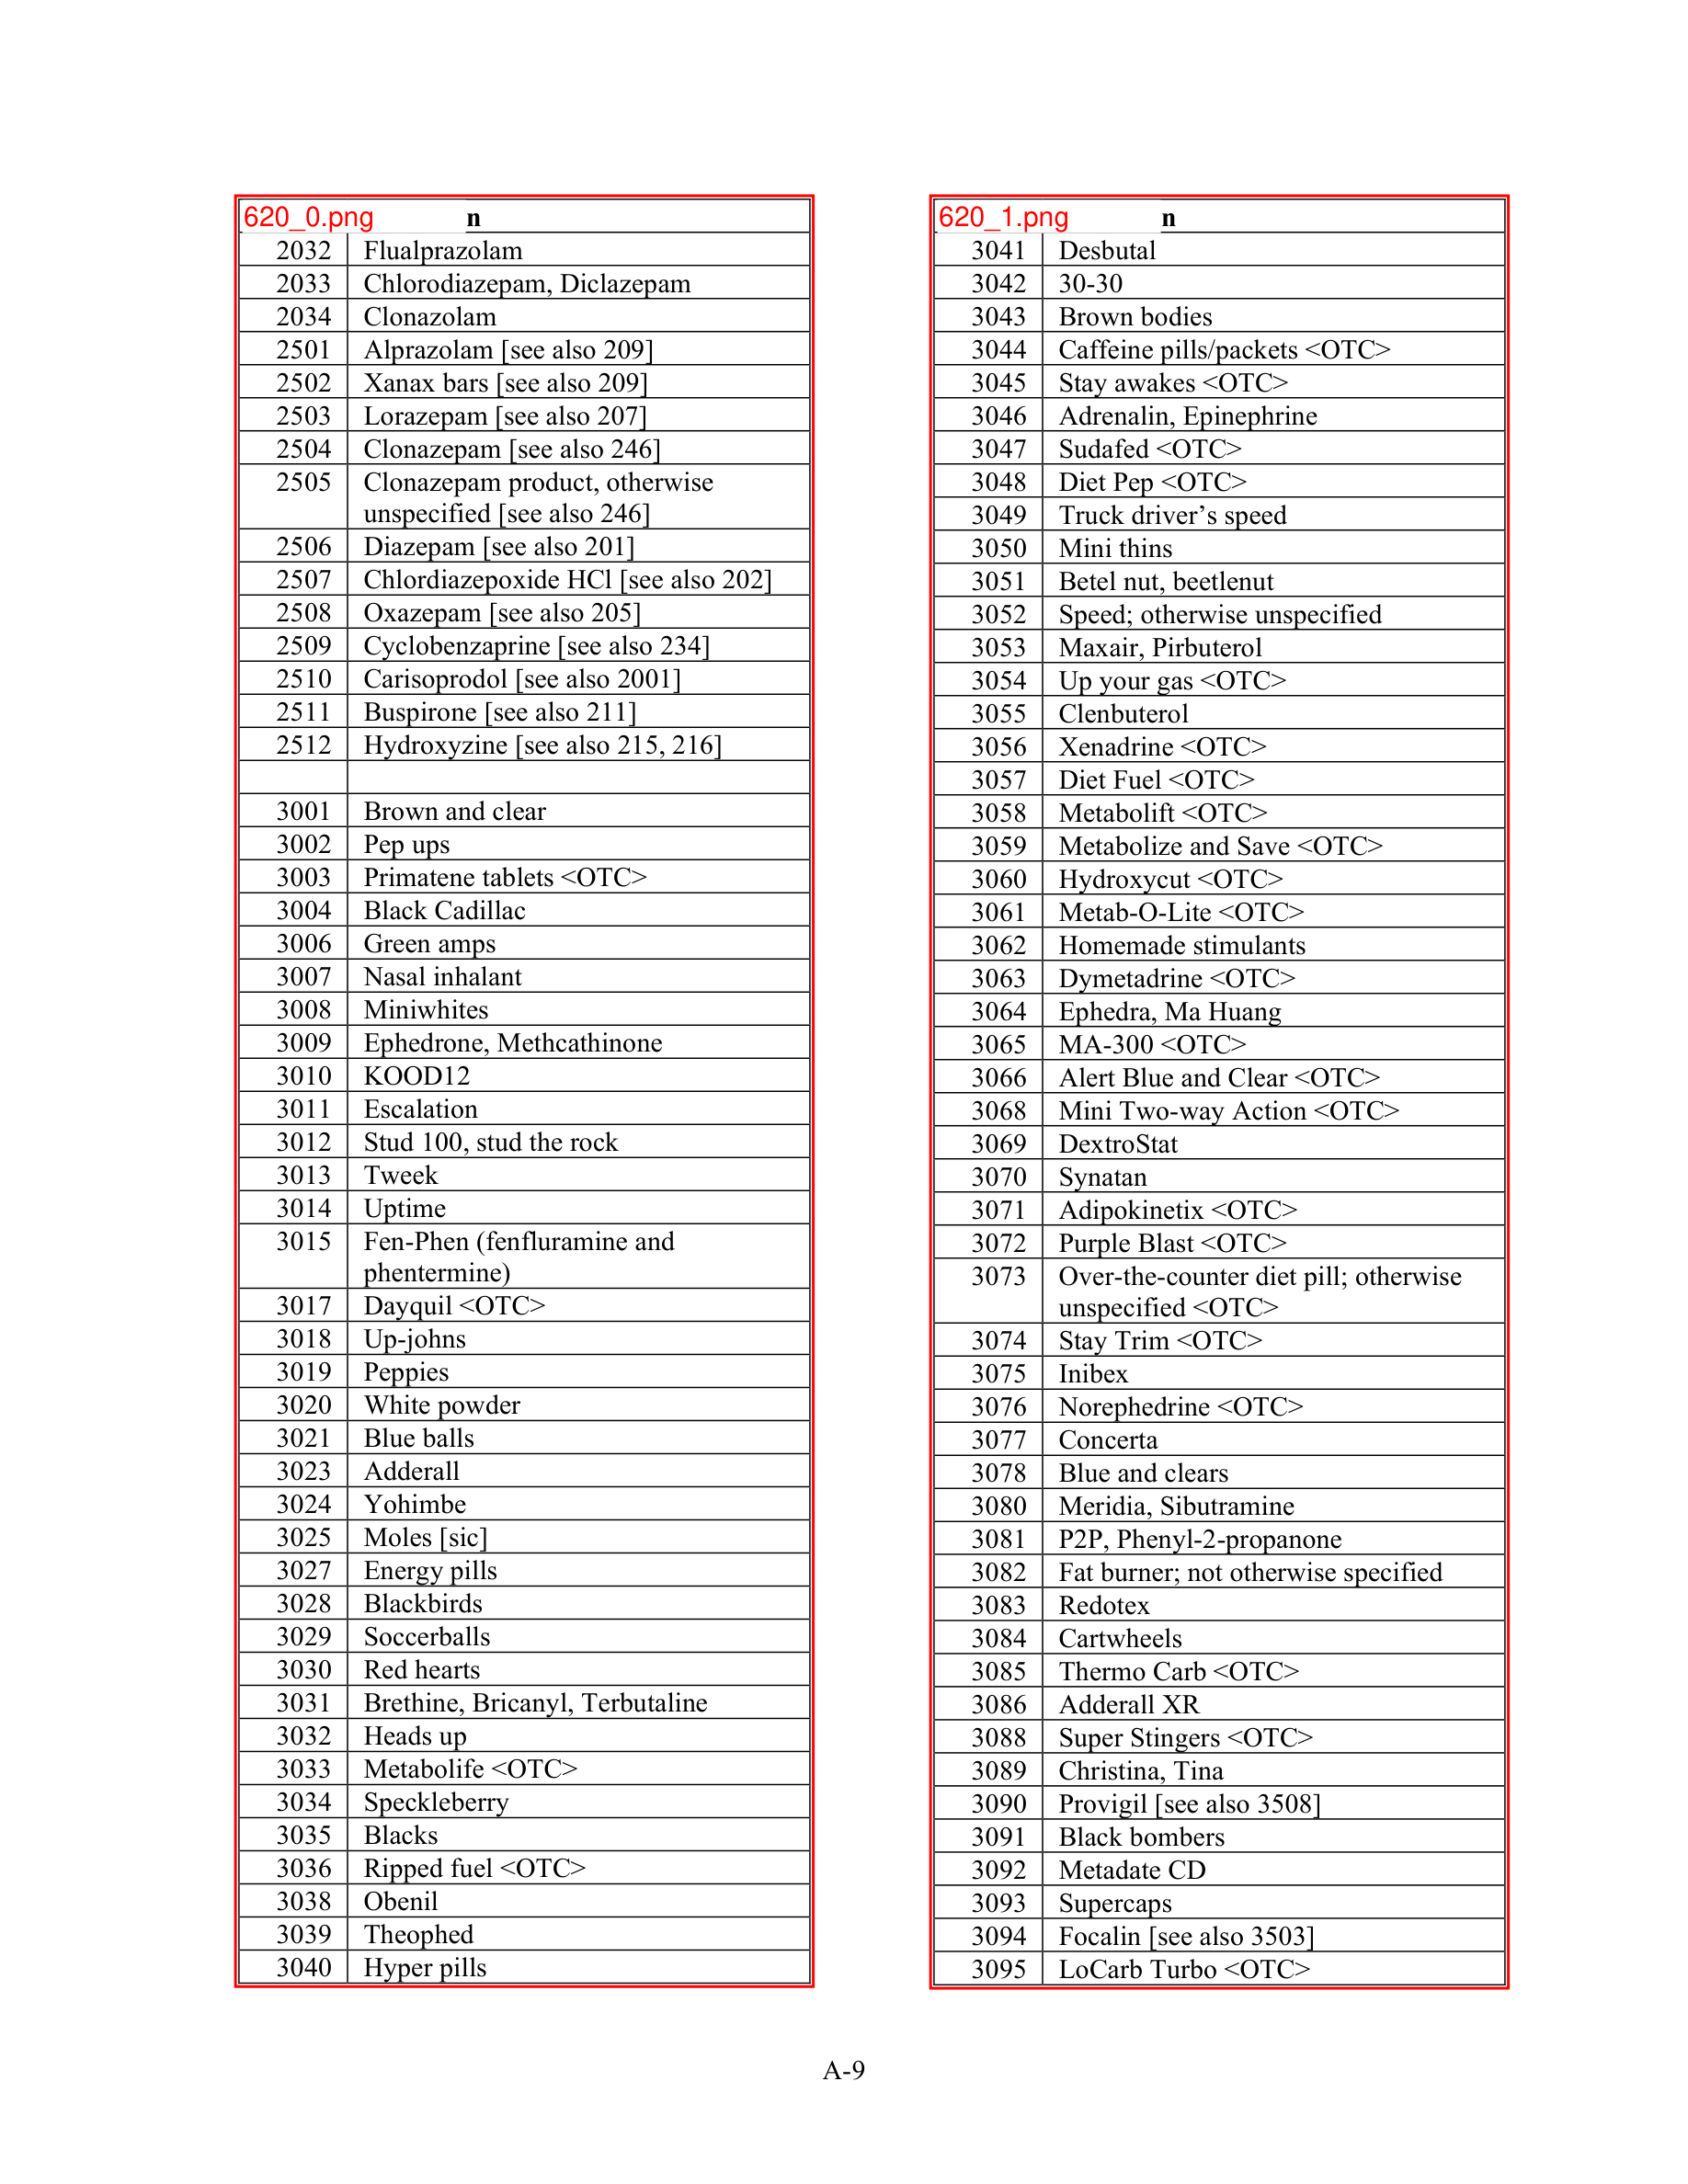 620_0.png n
2032 Flualprazolam
2033 Chlorodiazepam, Diclazepam
2034 Clonazolam
2501 Alprazolam [see also 209]
2502 Xanax bars [see also 209]
2503 Lorazepam [see also 207]
2504 Clonazepam [see also 246]
2505 Clonazepam product, otherwise
unspecified [see also 246]
2506 Diazepam [see also 201]
2507 Chlordiazepoxide HCl [see also 202]
2508 Oxazepam [see also 205]
2509 Cyclobenzaprine [see also 234]
2510 Carisoprodol [see also 2001]
2511 Buspirone [see also 211]
2512 Hydroxyzine [see also 215, 216]
3001 Brown and clear
3002 Pep ups
3003 Primatene tablets <OTC>
3004 Black Cadillac
3006 Green amps
3007 Nasal inhalant
3008 Miniwhites
3009 Ephedrone, Methcathinone
3010 KOOD12
3011 Escalation
3012 Stud 100, stud the rock
3013 Tweek
3014 Uptime
3015 Fen-Phen (fenfluramine and
phentermine)
3017 Dayquil <OTC>
3018 Up-johns
3019 Peppies
3020 White powder
3021 Blue balls
3023 Adderall
3024 Yohimbe
3025 Moles [sic]
3027 Energy pills
3028 Blackbirds
3029 Soccerballs
3030 Red hearts
3031 Brethine, Bricanyl, Terbutaline
3032 Heads up
3033 Metabolife <OTC>
3034 Speckleberry
3035 Blacks
3036 Ripped fuel <OTC>
3038 Obenil
3039 Theophed
3040 Hyper pills
620_1.png n
3041 Desbutal
3042 30-30
3043 Brown bodies
3044 Caffeine pills/packets <OTC>
3045 Stay awakes <OTC>
3046 Adrenalin, Epinephrine
3047 Sudafed <OTC>
3048 Diet Pep <OTC>
3049 Truck driver’s speed
3050 Mini thins
3051 Betel nut, beetlenut
3052 Speed; otherwise unspecified
3053 Maxair, Pirbuterol
3054 Up your gas <OTC>
3055 Clenbuterol
3056 Xenadrine <OTC>
3057 Diet Fuel <OTC>
3058 Metabolift <OTC>
3059 Metabolize and Save <OTC>
3060 Hydroxycut <OTC>
3061 Metab-O-Lite <OTC>
3062 Homemade stimulants
3063 Dymetadrine <OTC>
3064 Ephedra, Ma Huang
3065 MA-300 <OTC>
3066 Alert Blue and Clear <OTC>
3068 Mini Two-way Action <OTC>
3069 DextroStat
3070 Synatan
3071 Adipokinetix <OTC>
3072 Purple Blast <OTC>
3073 Over-the-counter diet pill; otherwise
unspecified <OTC>
3074 Stay Trim <OTC>
3075 Inibex
3076 Norephedrine <OTC>
3077 Concerta
3078 Blue and clears
3080 Meridia, Sibutramine
3081 P2P, Phenyl-2-propanone
3082 Fat burner; not otherwise specified
3083 Redotex
3084 Cartwheels
3085 Thermo Carb <OTC>
3086 Adderall XR
3088 Super Stingers <OTC>
3089 Christina, Tina
3090 Provigil [see also 3508]
3091 Black bombers
3092 Metadate CD
3093 Supercaps
3094 Focalin [see also 3503]
3095 LoCarb Turbo <OTC>
A-9